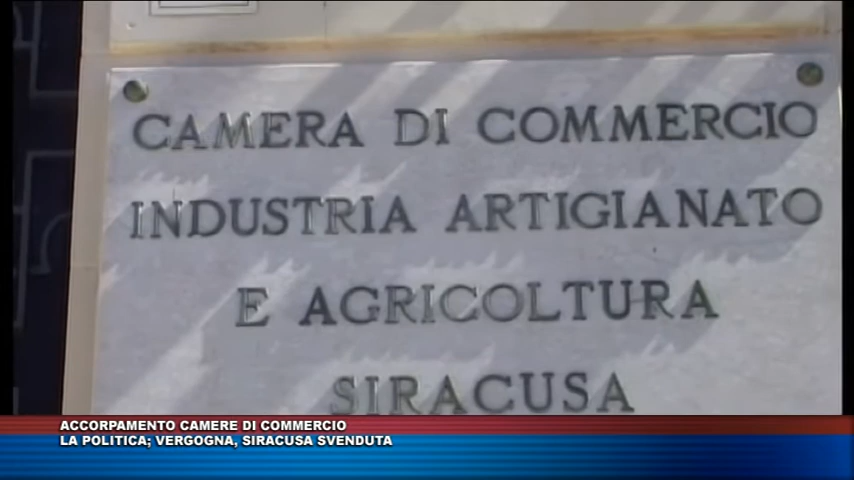 CAMERA DI COMMERCIO
INDUSTRIA ARTIGIANATO
E AGRICOLTURA
SIRACUSA
ACCORPAMENTO CAMERE DI COMMERCIO
LA POLITICA; VERGOGNA, SIRACUSA SVENDUTA